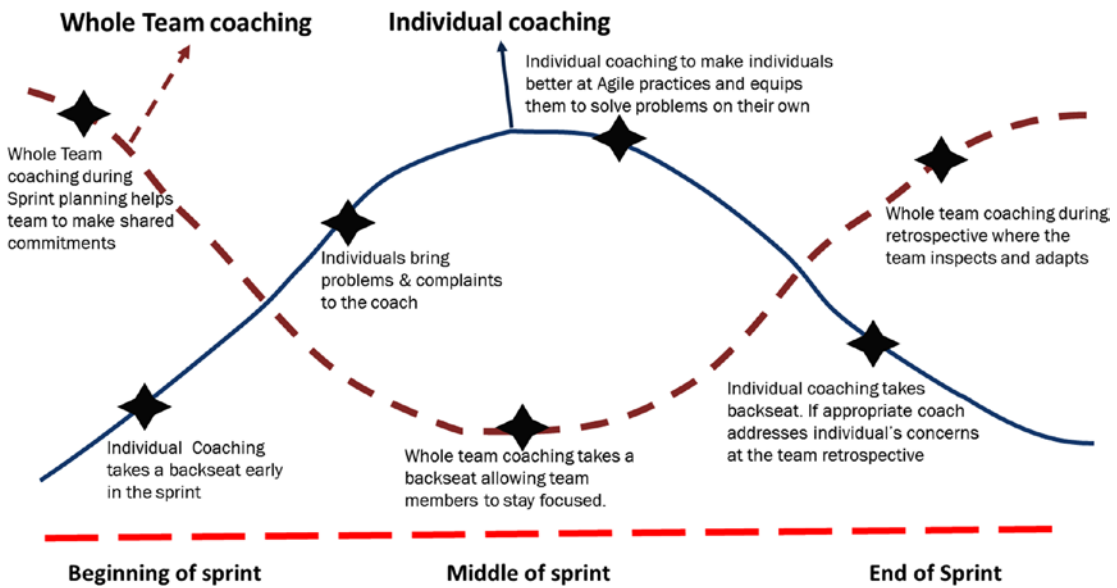 Whole Team coaching
Individual coaching
Individual coaching to make individuals
better at Agile practices and equips
them to solve problems on their own
Whole Team
coaching during
Sprint planning helps
team to make shared
commitments
Individuals bring
problems & complaints
to the coach
Whole team coaching during
retrospective where the
team inspects and adapts
Individual Coaching
takes a backseat early
in the sprint
Whole team coaching takes a
backseat allowing team
members to stay focused.
Individual coaching takes
backseat. If appropriate coach
addresses individual's concerns
at the team retrospective
Beginning of sprint
Middle of sprint
End of Sprint